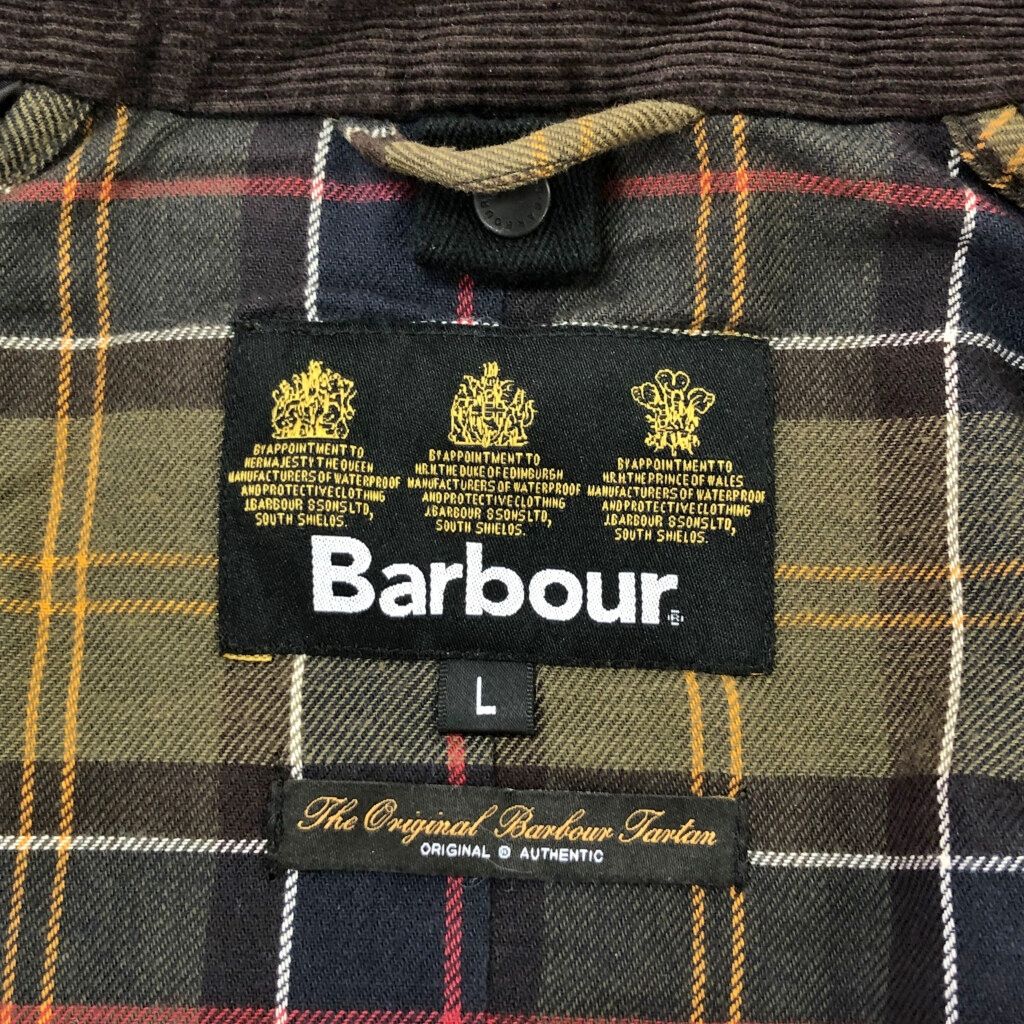 BARBOUR
BY APPOINTMENT TO
HER MAJESTY THE QUEEN
MANUFACTURERS OF WATERPROOF
AND PROTECTIVE CLOTHING
J.BARBOUR & SONS LTD,
SOUTH SHIELDS.
BY APPOINTMENT TO
H.R.H. THE DUKE OF EDINBURGH
MANUFACTURERS OF WATERPROOF
AND PROTECTIVE CLOTHING
J.BARBOUR & SONS LTD,
SOUTH SHIELDS.
BY APPOINTMENT TO
H.R.H. THE PRINCE OF WALES
MANUFACTURERS OF WATERPROOF
AND PROTECTIVE CLOTHING
J.BARBOUR & SONS LTD,
SOUTH SHIELDS.
Barbour®
L
The Original Barbour Tartan
ORIGINAL ® AUTHENTIC